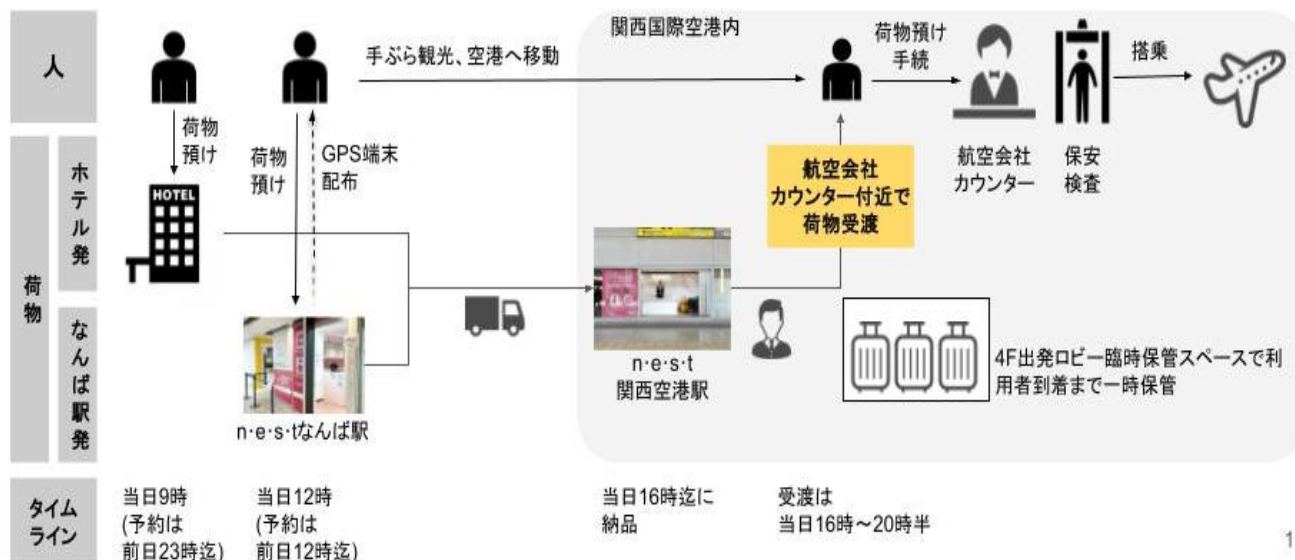 人
荷物
ホテル発
なんば駅発
タイム
ライン
関西国際空港内
手ぶら観光、空港へ移動
荷物預け
手続
搭乗
荷物
預け
荷物
預け
GPS端末
配布
HOTEL
航空会社
カウンター付近で
荷物受渡
航空会社
カウンター
保安
検査
n·e·s·tなんば駅
n·e·s·t
関西空港駅
4F出発ロビー臨時保管スペースで利
用者到着まで一時保管
当日9時
(予約は
前日23時迄)
当日12時
(予約は
前日12時迄)
当日16時迄に
納品
受渡は
当日16時～20時半
1